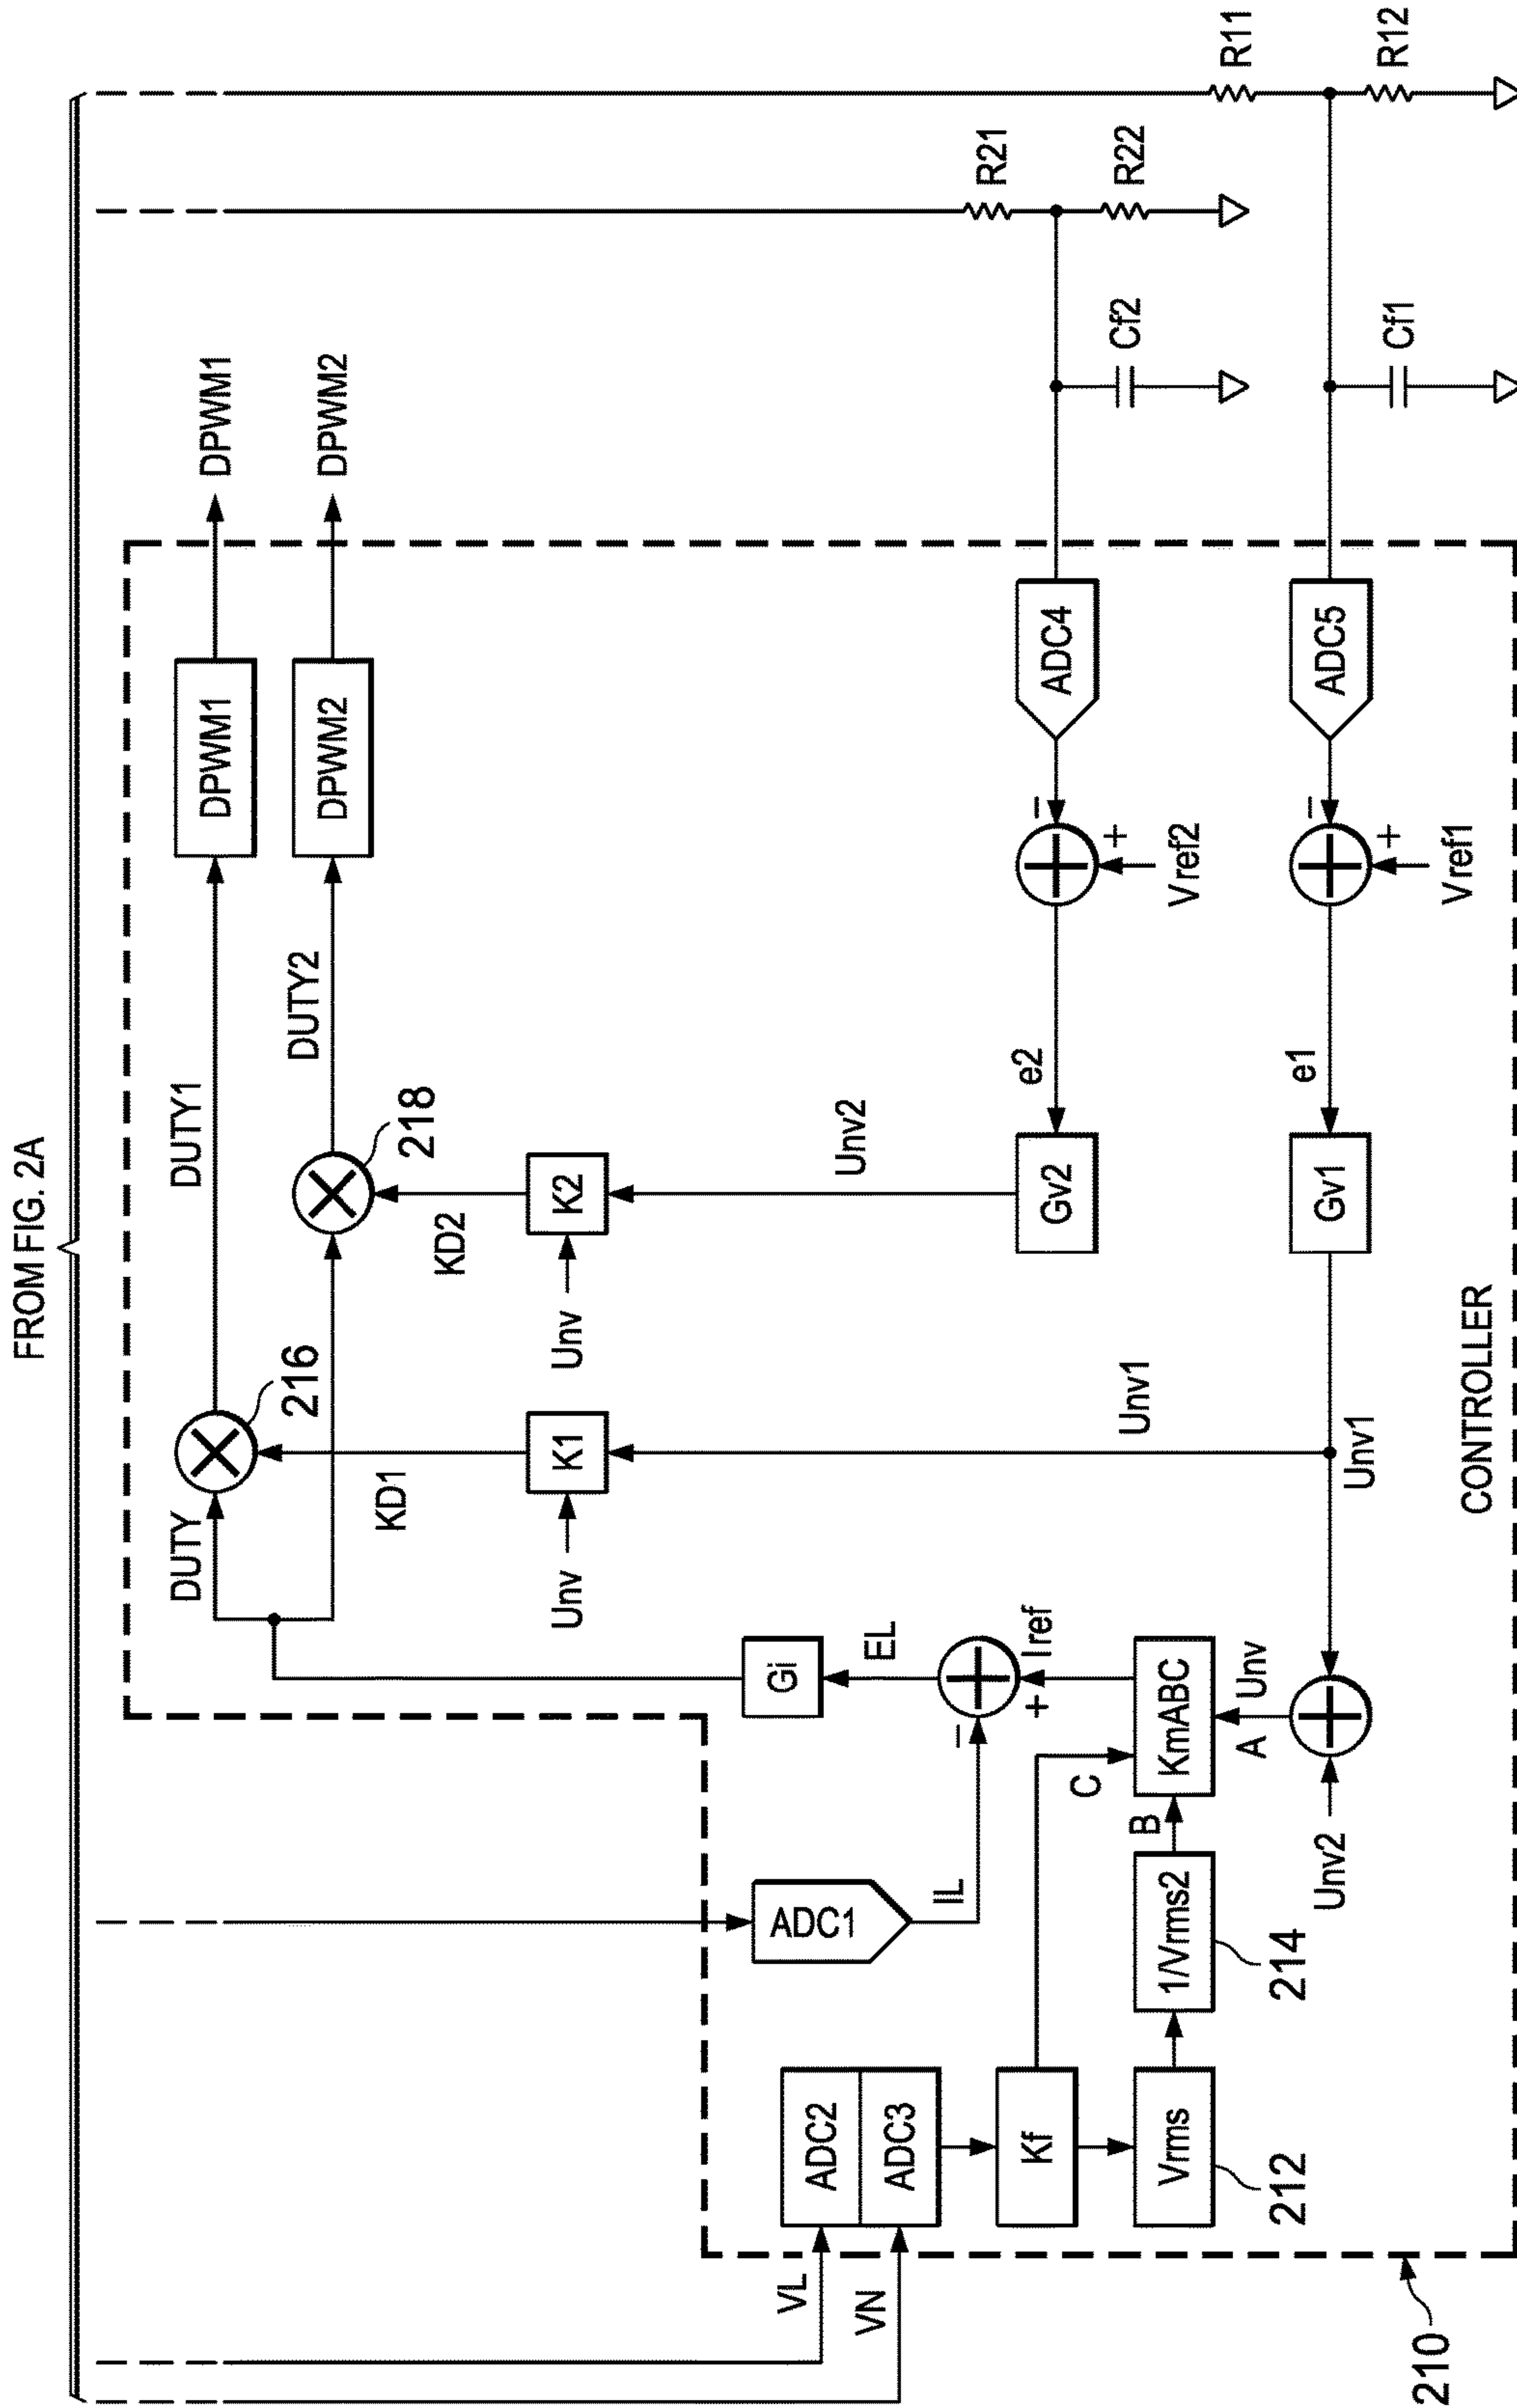 FROM FIG. 2A
R11
R12
R21
R22
Cf2
Cf1
DPWM1
DPWM2
DPWM1
DPWM2
ADC4
ADC5
DUTY1
DUTY2
−
+
Vref2
−
+
Vref1
218
e2
e1
Unv2
K2
KD2
Gv2
Gv1
Unv
216
DUTY
K1
KD1
Unv1
Unv1
Unv
CONTROLLER
Gi
EL
Iref
+
−
KmABC
Unv
A
C
B
IL
ADC1
1/Vrms2
214
Unv2
ADC2
ADC3
Kf
Vrms
212
VL
VN
210